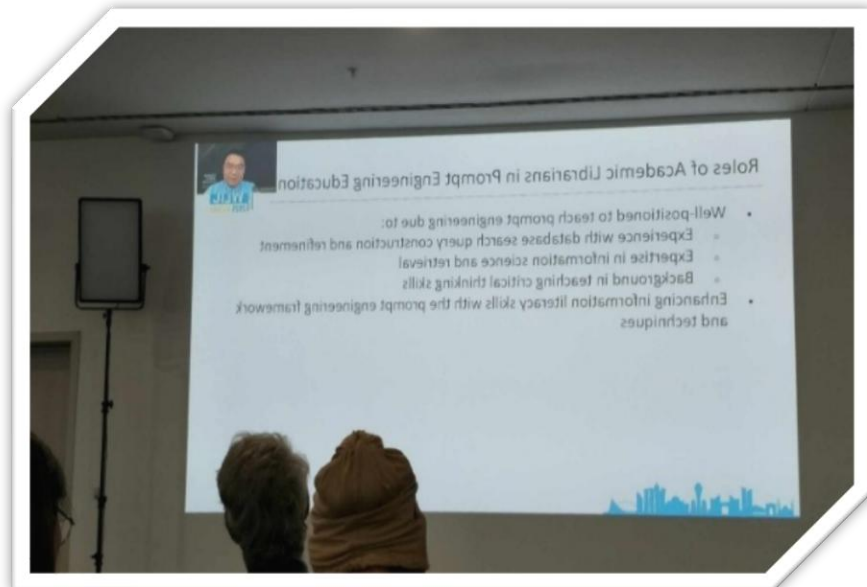 Roles of Academic Librarians in Prompt Engineering Education
• Well-positioned to teach prompt engineering due to:
◦ Experience with database search query construction and refinement
◦ Expertise in information science and retrieval
◦ Background in teaching critical thinking skills
• Enhancing information literacy skills with the prompt engineering framework
and techniques